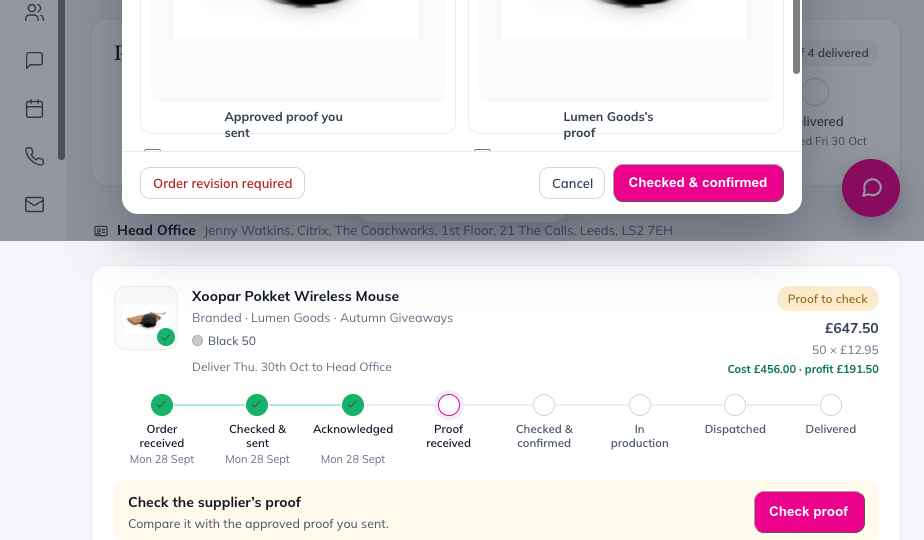 Approved proof you
sent
Lumen Goods's
proof
4 delivered
Fri 30 Oct
Order revision required
Cancel
Checked & confirmed
Head Office Jenny Watkins, Citrix, The Coachworks, 1st Floor, 21 The Calls, Leeds, LS2 7EH
Xoopar Pokket Wireless Mouse
Proof to check
Branded · Lumen Goods · Autumn Giveaways
£647.50
Black 50
50 × £12.95
Deliver Thu. 30th Oct to Head Office
Cost £456.00 · profit £191.50
Order
received
Mon 28 Sept
Checked &
sent
Mon 28 Sept
Acknowledged
Mon 28 Sept
Proof
received
Checked &
confirmed
In
production
Dispatched
Delivered
Check the supplier's proof
Compare it with the approved proof you sent.
Check proof